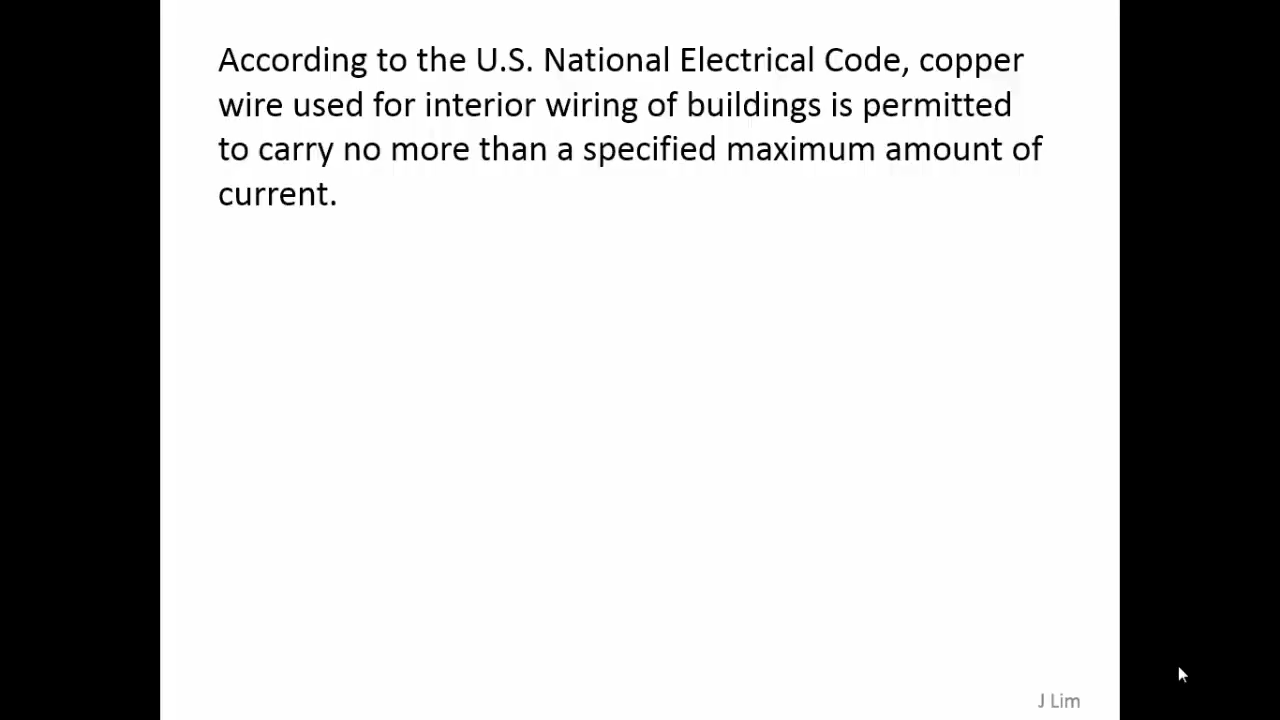 According to the U.S. National Electrical Code, copper
wire used for interior wiring of buildings is permitted
to carry no more than a specified maximum amount of
current.
J Lim